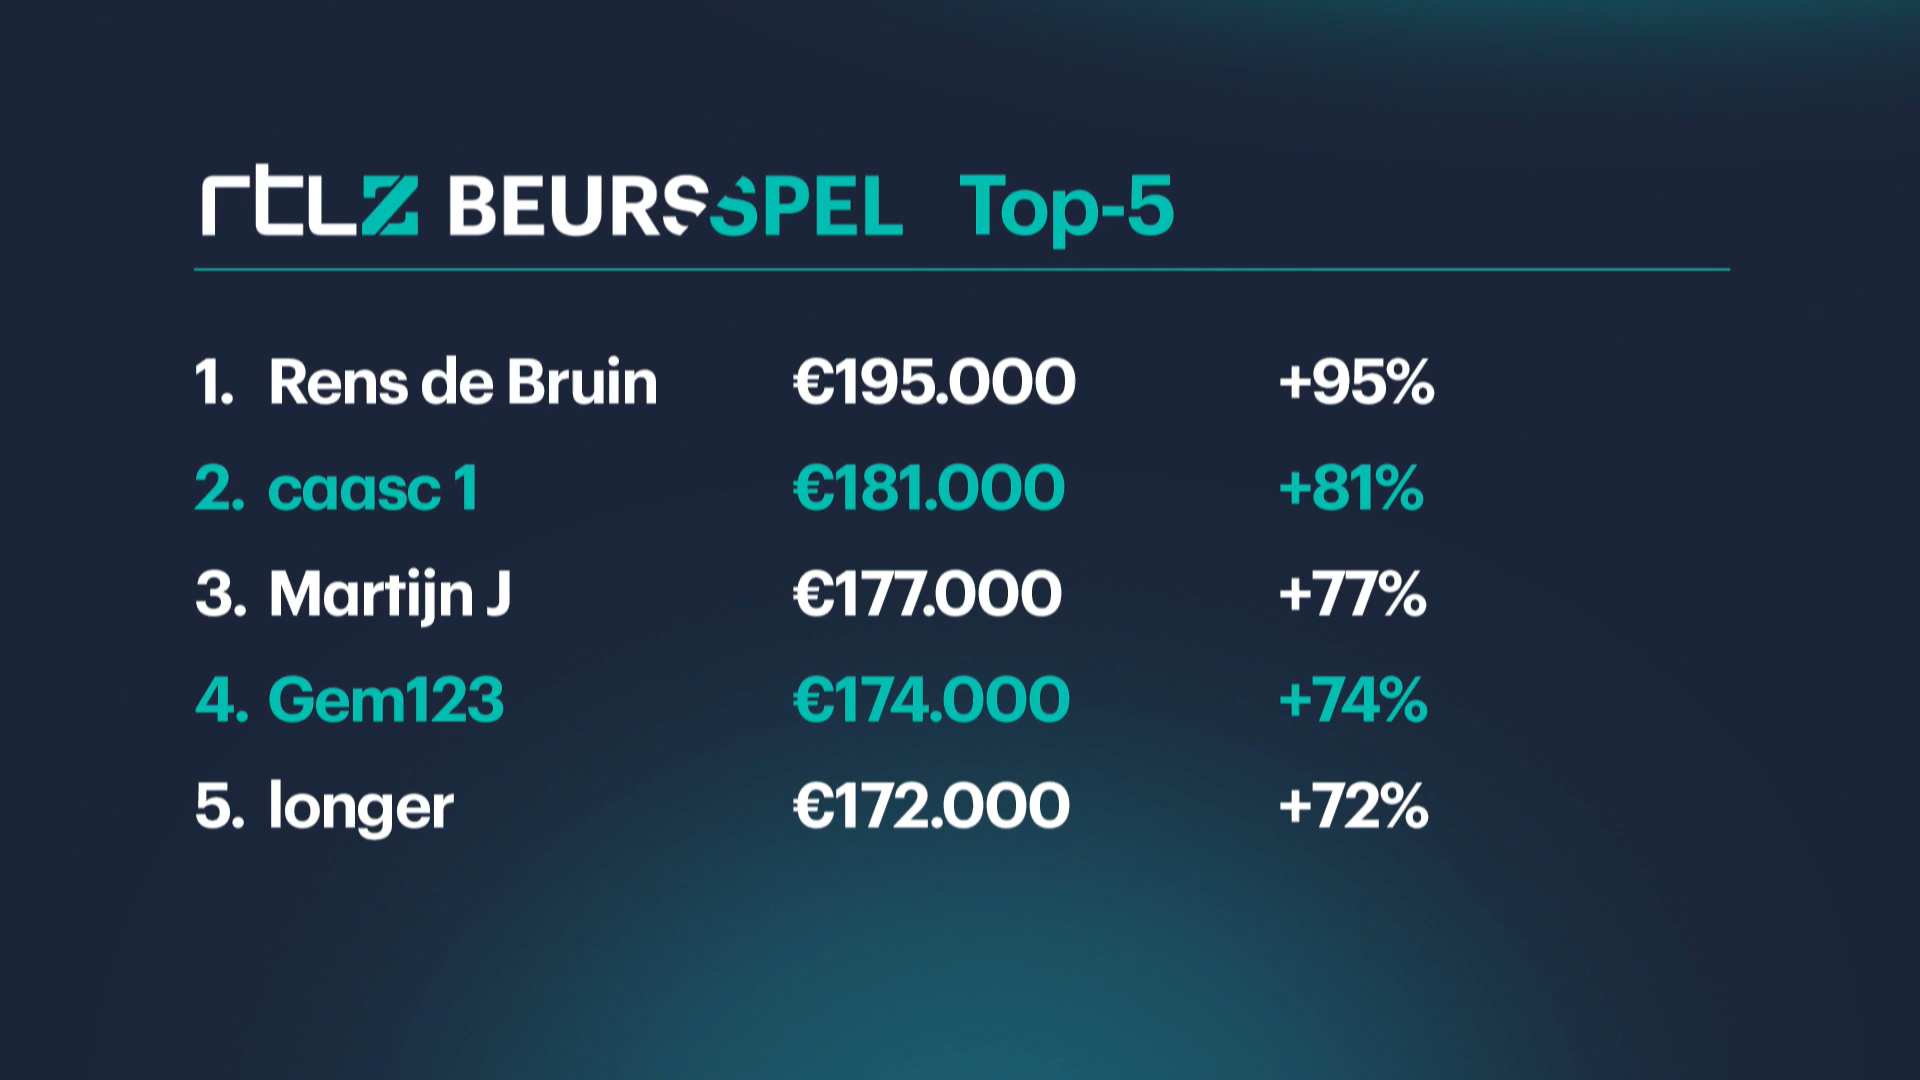 rtlz BEURSSPEL Top-5
1. Rens de Bruin €195.000 +95%
2. caasc 1 €181.000 +81%
3. Martijn J €177.000 +77%
4. Gem123 €174.000 +74%
5. longer €172.000 +72%